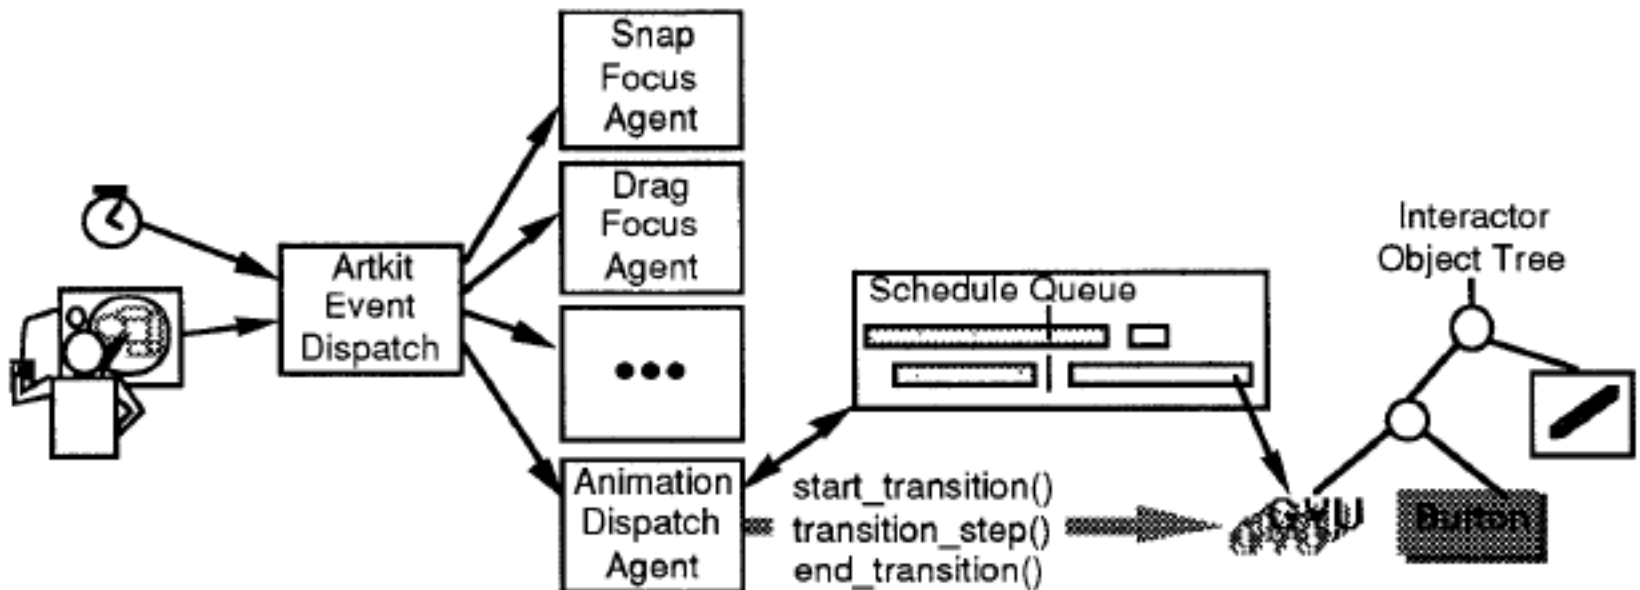 Snap
Focus
Agent
Drag
Focus
Agent
Artkit
Event
Dispatch
•••
Animation
Dispatch
Agent
Schedule Queue
start_transition()
transition_step()
end_transition()
Interactor
Object Tree
GVU
Button